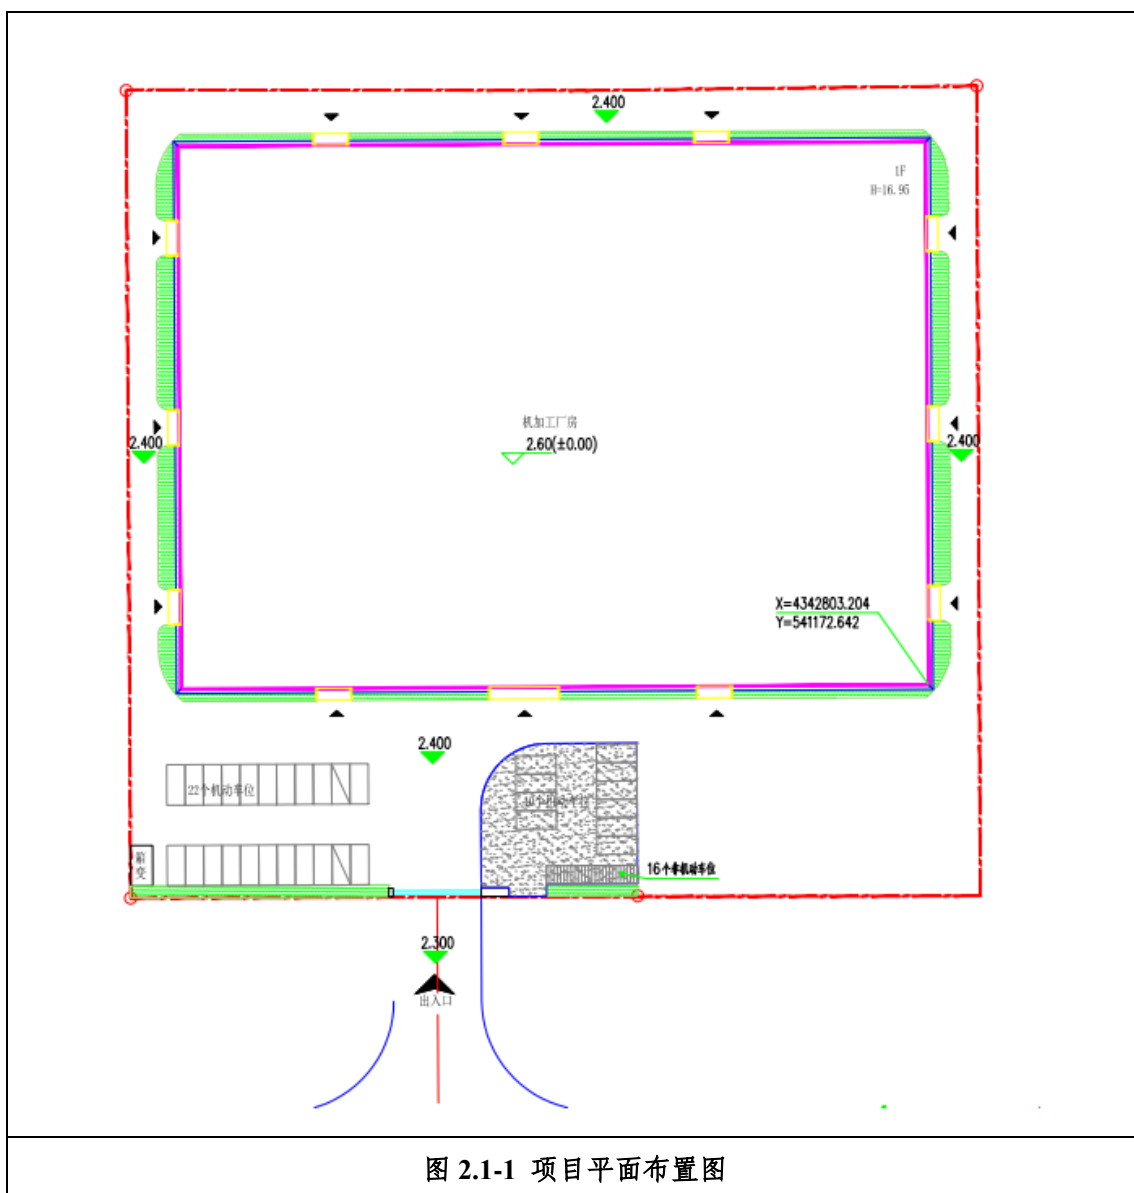 2.400
1F
H=16.95
机加工厂房
2.60(±0.00)
2.400
2.400
X=4342803.204
Y=541172.642
2.400
22个机动车位
箱变
16个非机动车位
2.300
出入口
图 2.1-1 项目平面布置图